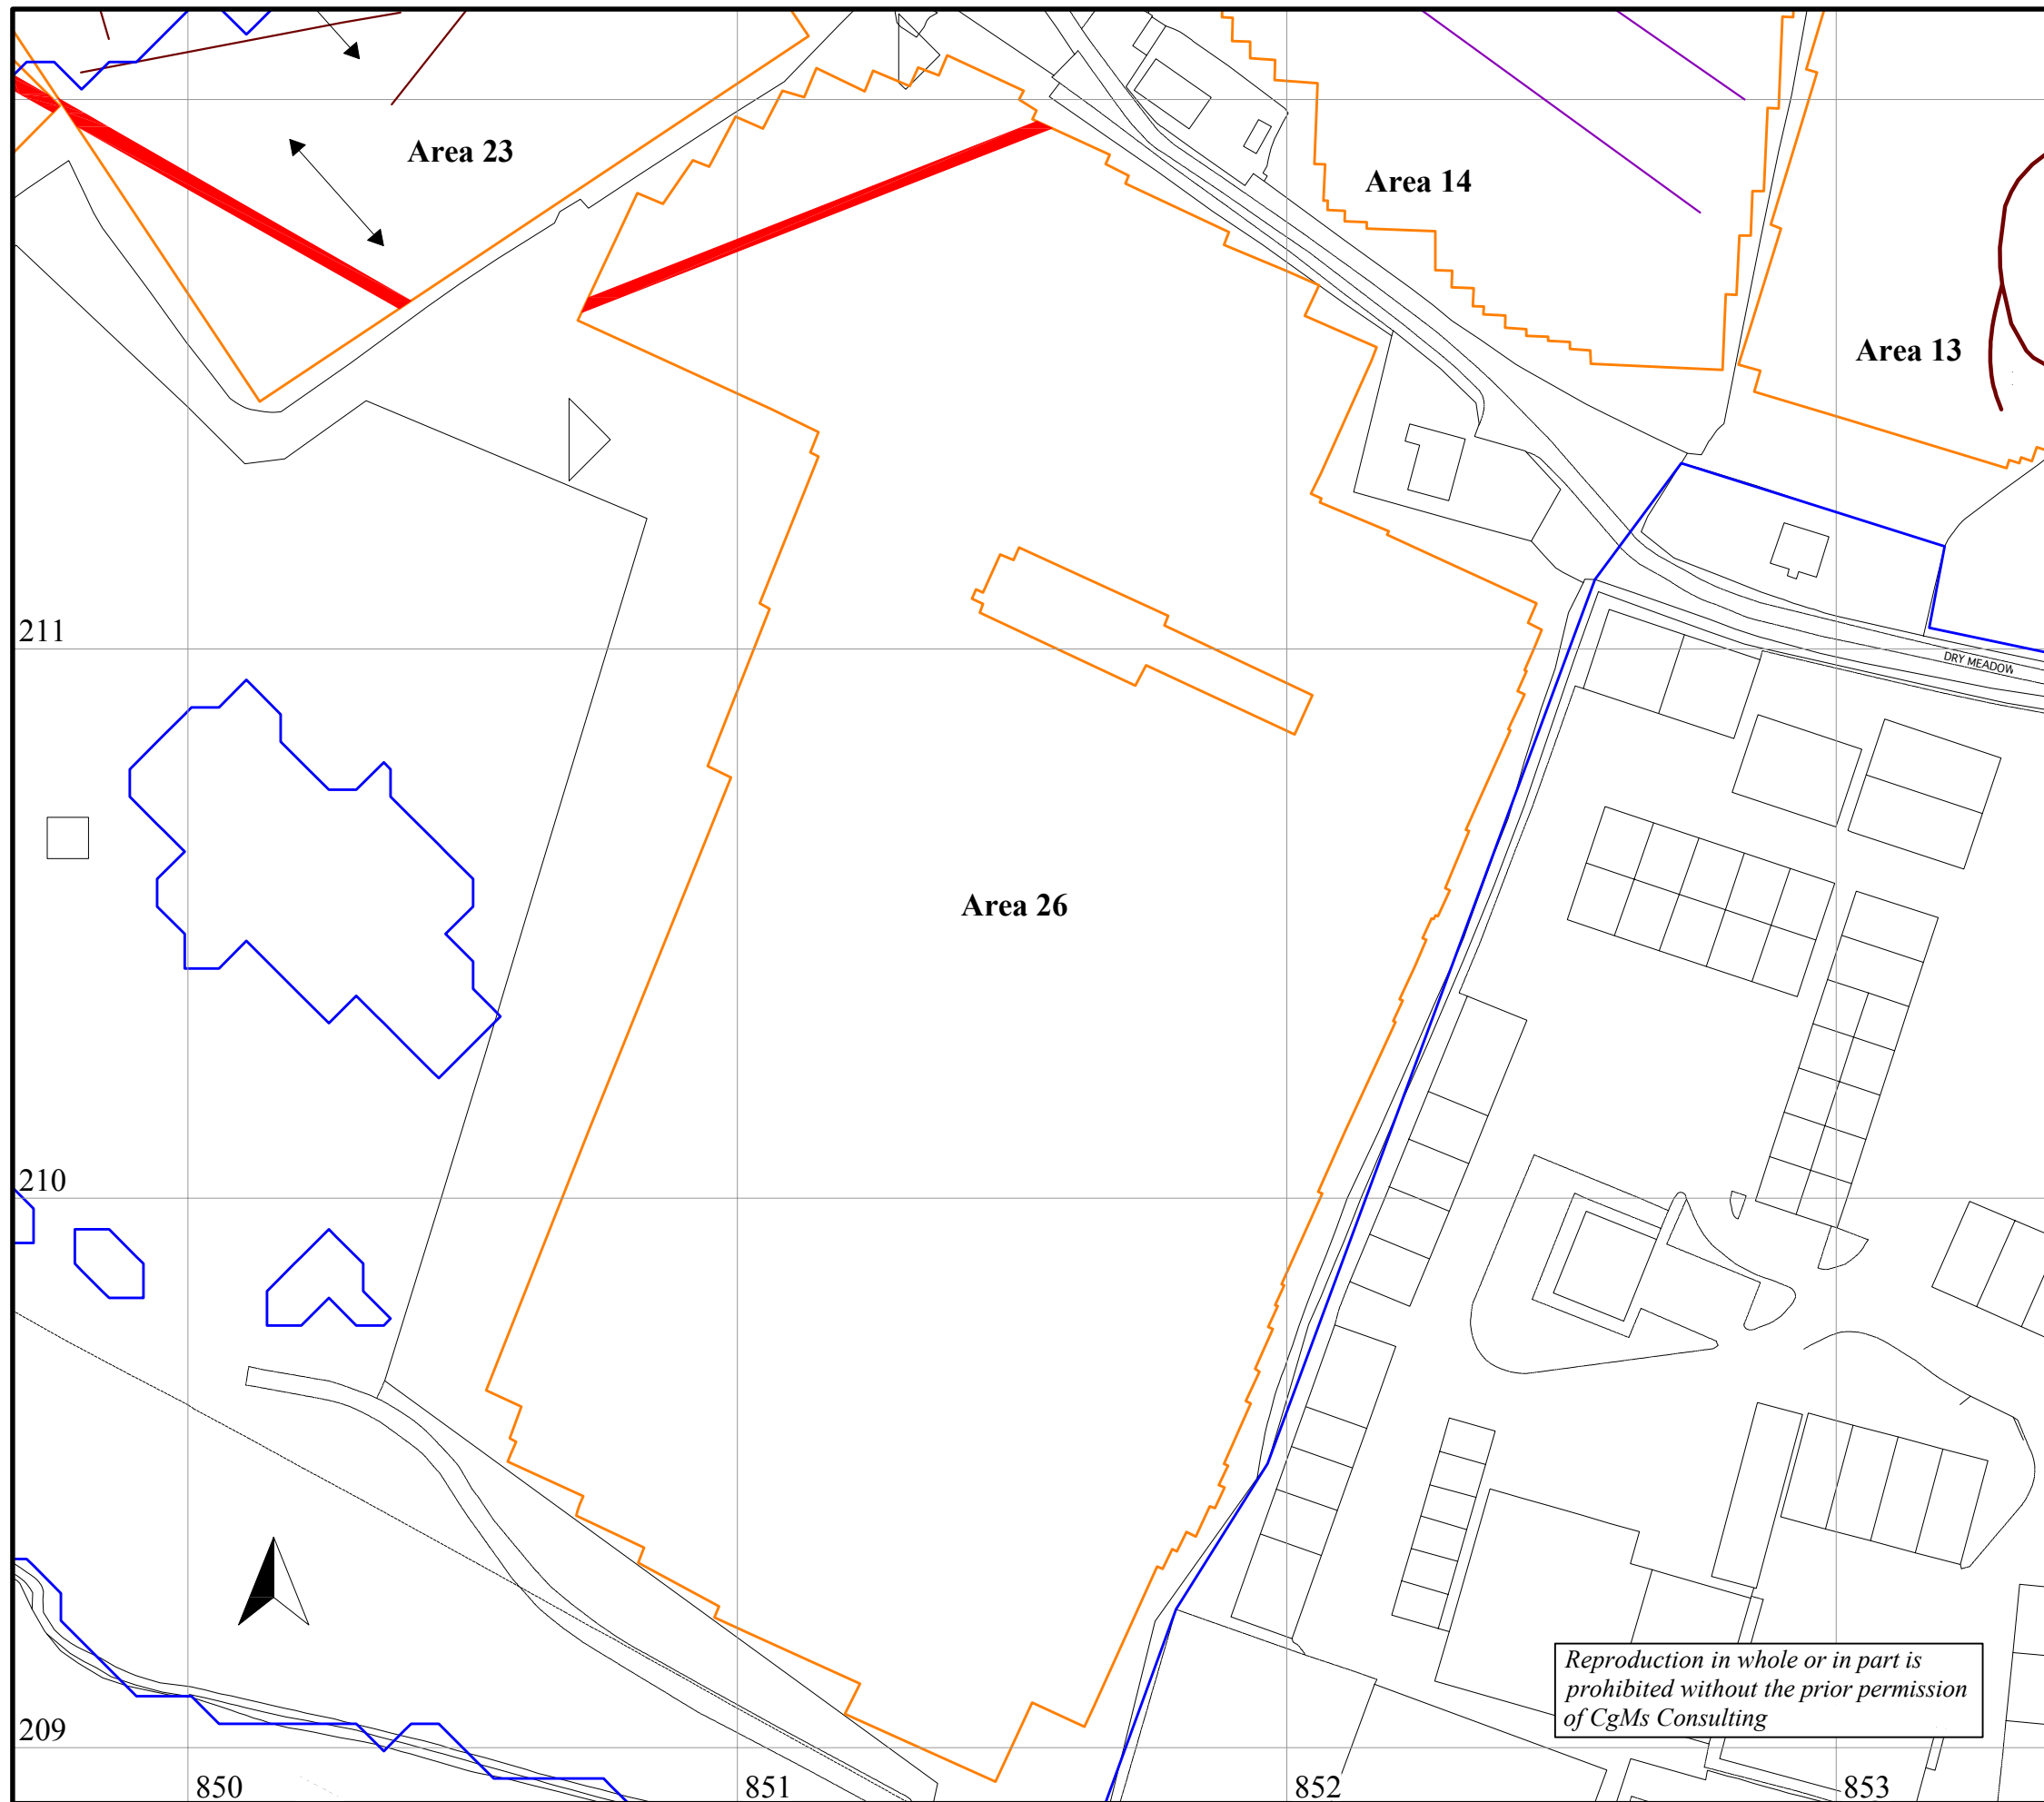 Area 23
Area 14
Area 13
211
DRY MEADOW
Area 26
210
Reproduction in whole or in part is
prohibited without the prior permission
of CgMs Consulting
209
850
851
852
853